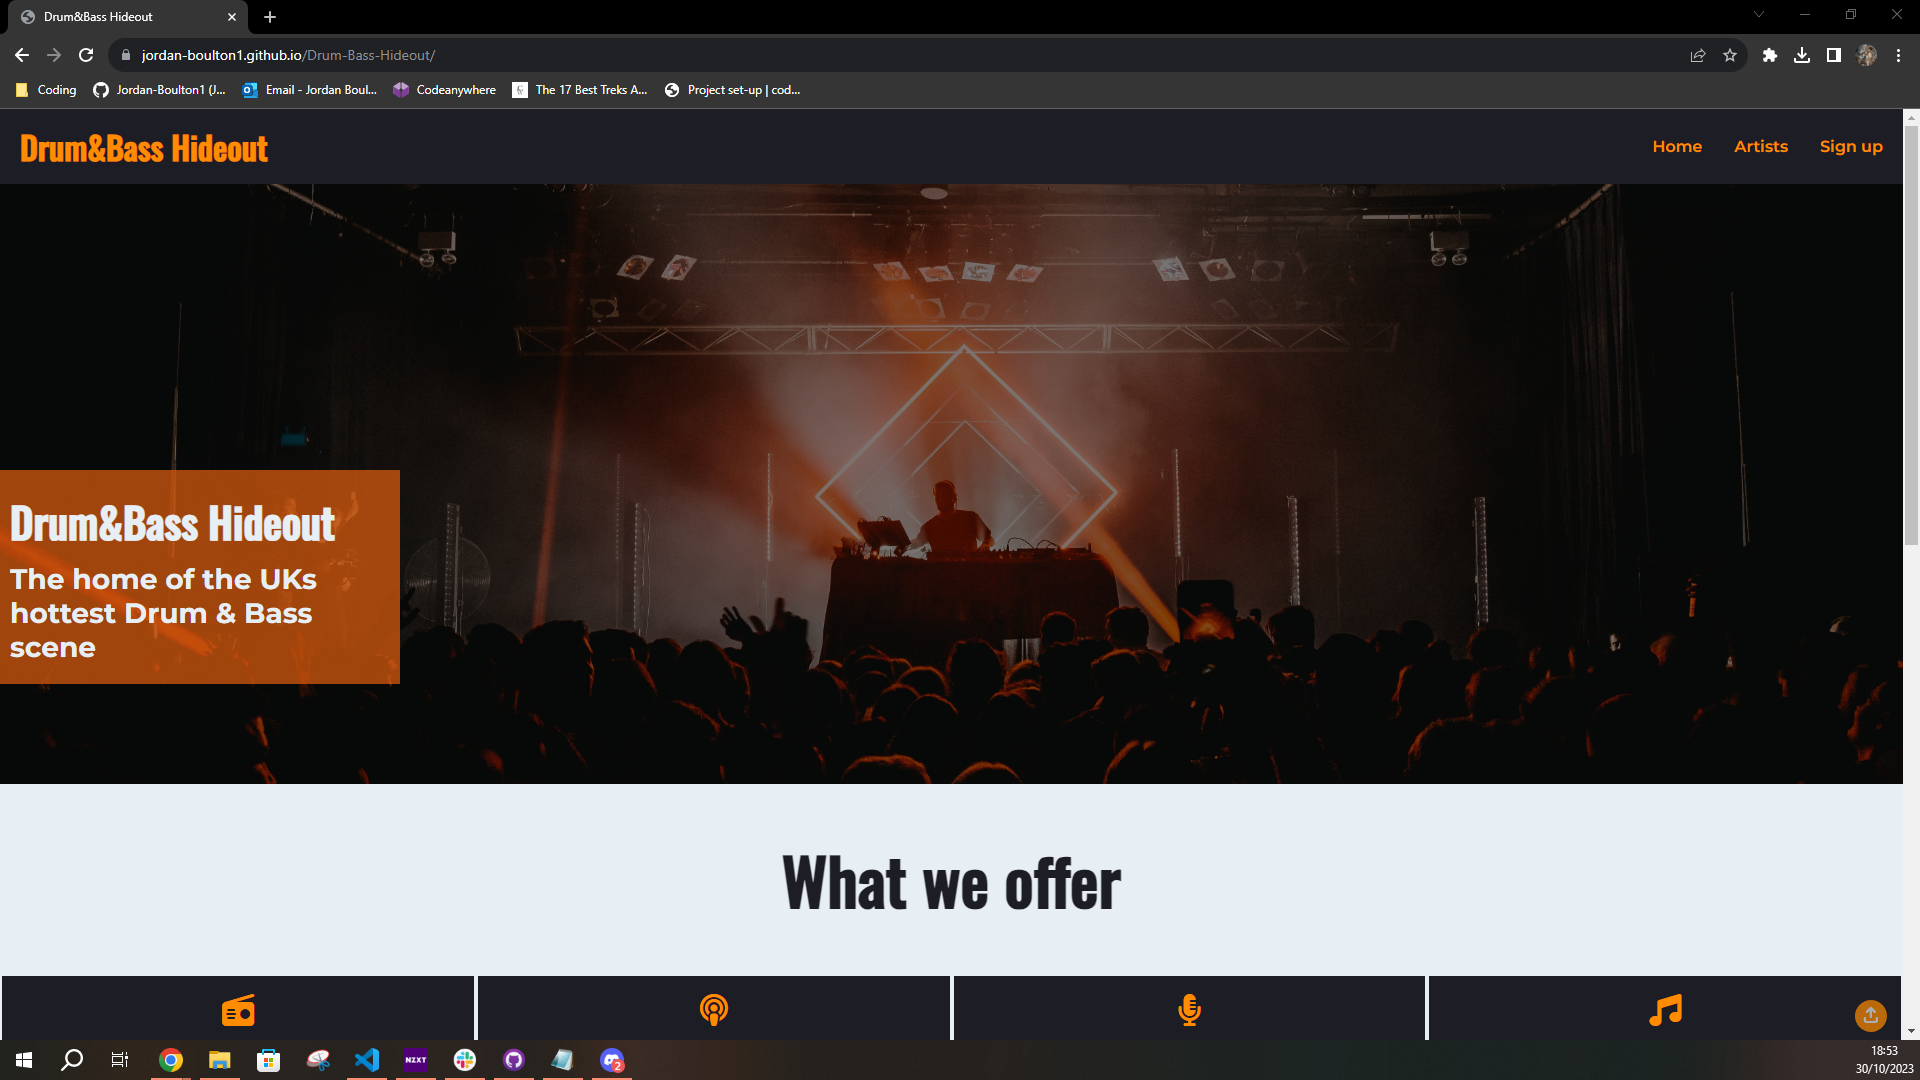 Drum&Bass Hideout
jordan-boulton1.github.io/Drum-Bass-Hideout/
Coding
Jordan-Boulton1 (J...
Email - Jordan Boul...
Codeanywhere
The 17 Best Treks A...
Project set-up | cod...
Drum&Bass Hideout
Home
Artists
Sign up
Drum&Bass Hideout
The home of the UKs
hottest Drum & Bass
scene
What we offer
NZXT
2
18:53
30/10/2023